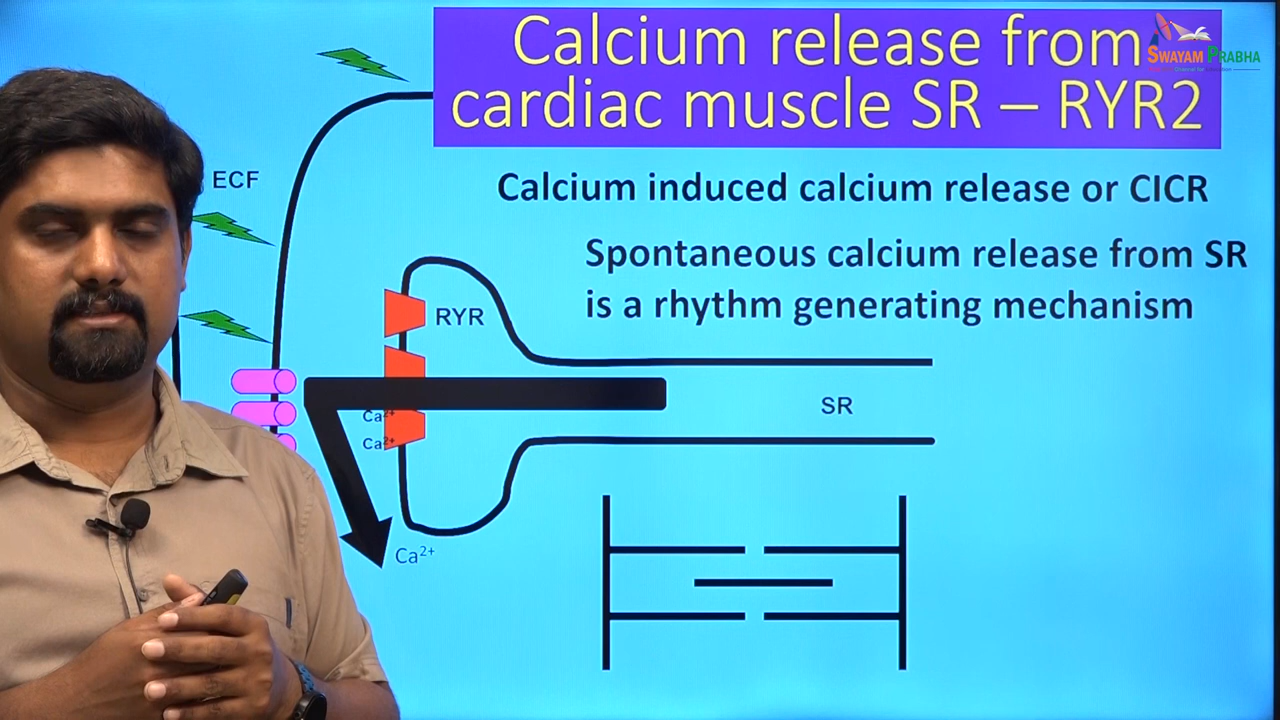 Calcium release from
cardiac muscle SR – RYR2
SWAYAM PRABHA
ECF
Calcium induced calcium release or CICR
Spontaneous calcium release from SR
is a rhythm generating mechanism
RYR
SR
Ca²⁺
Ca²⁺
Ca²⁺